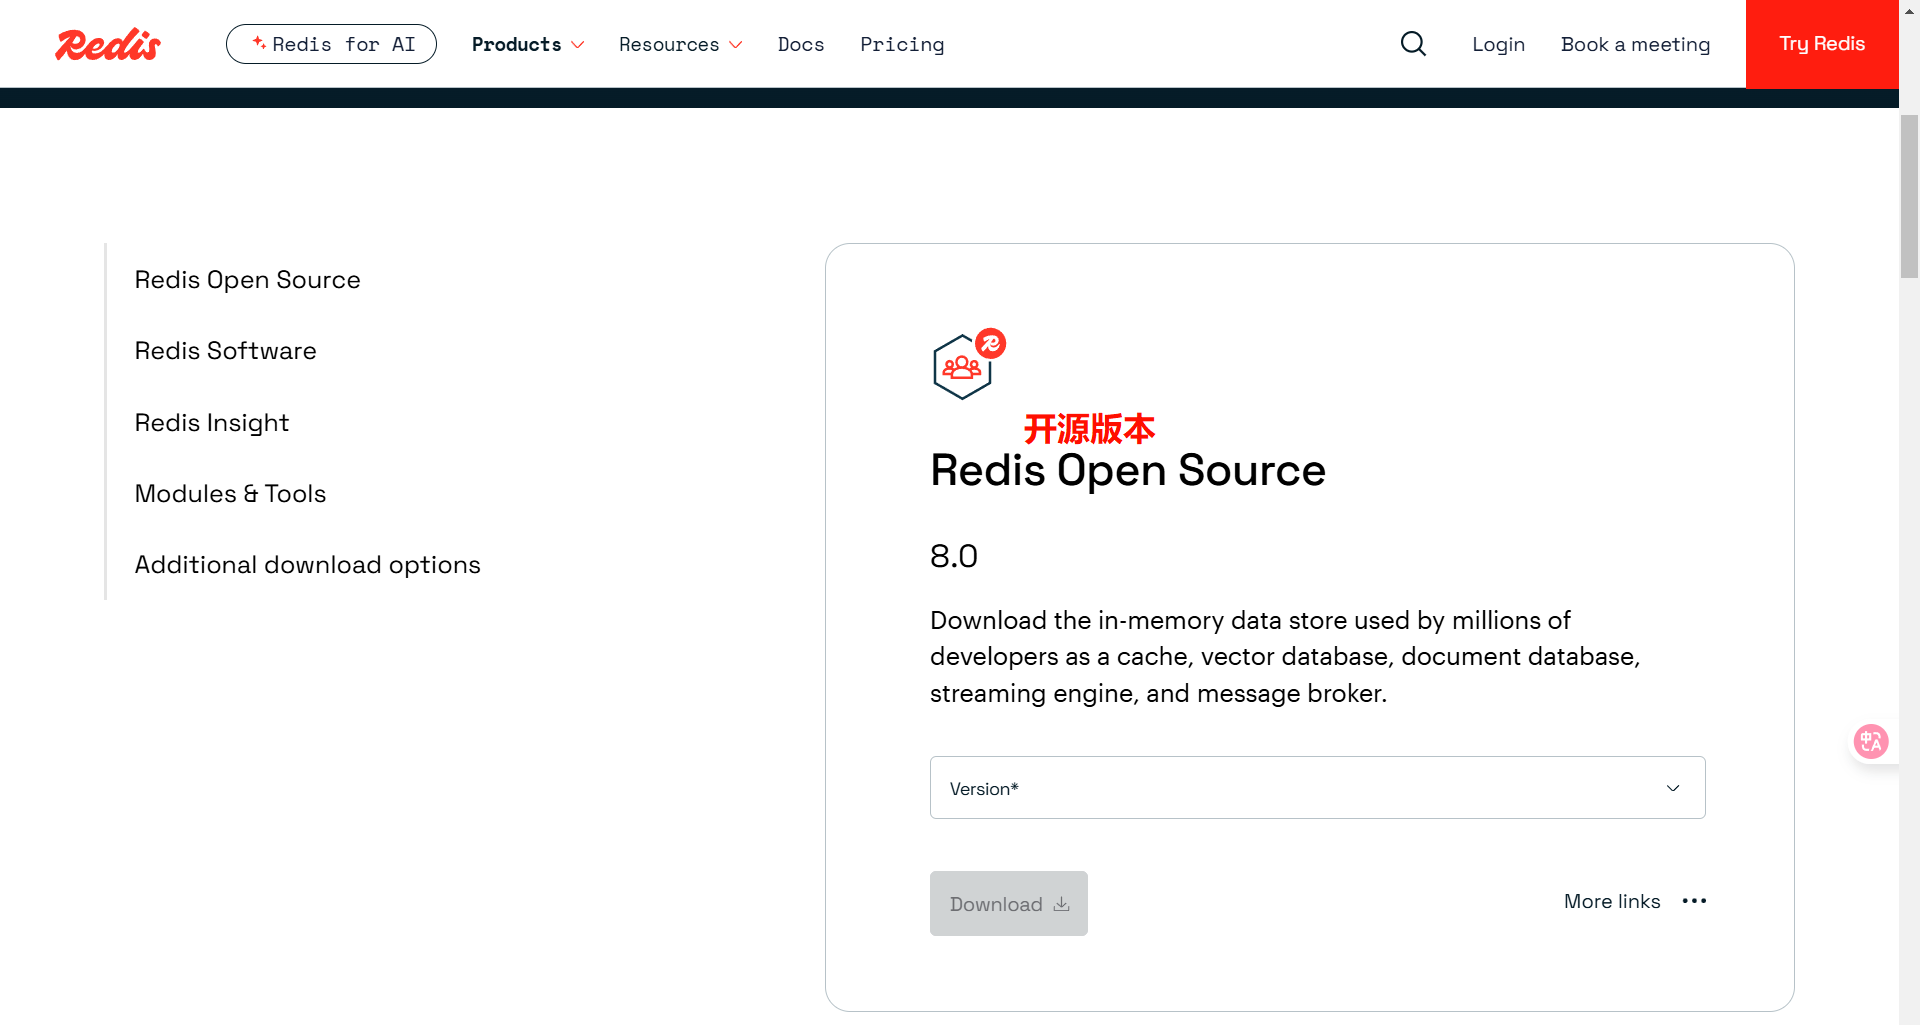 Redis
Redis for AI
Products
Resources
Docs
Pricing
Login
Book a meeting
Try Redis
Redis Open Source
Redis Software
Redis Insight
Modules & Tools
Additional download options
开源版本
Redis Open Source
8.0
Download the in-memory data store used by millions of
developers as a cache, vector database, document database,
streaming engine, and message broker.
Version*
Download
More links